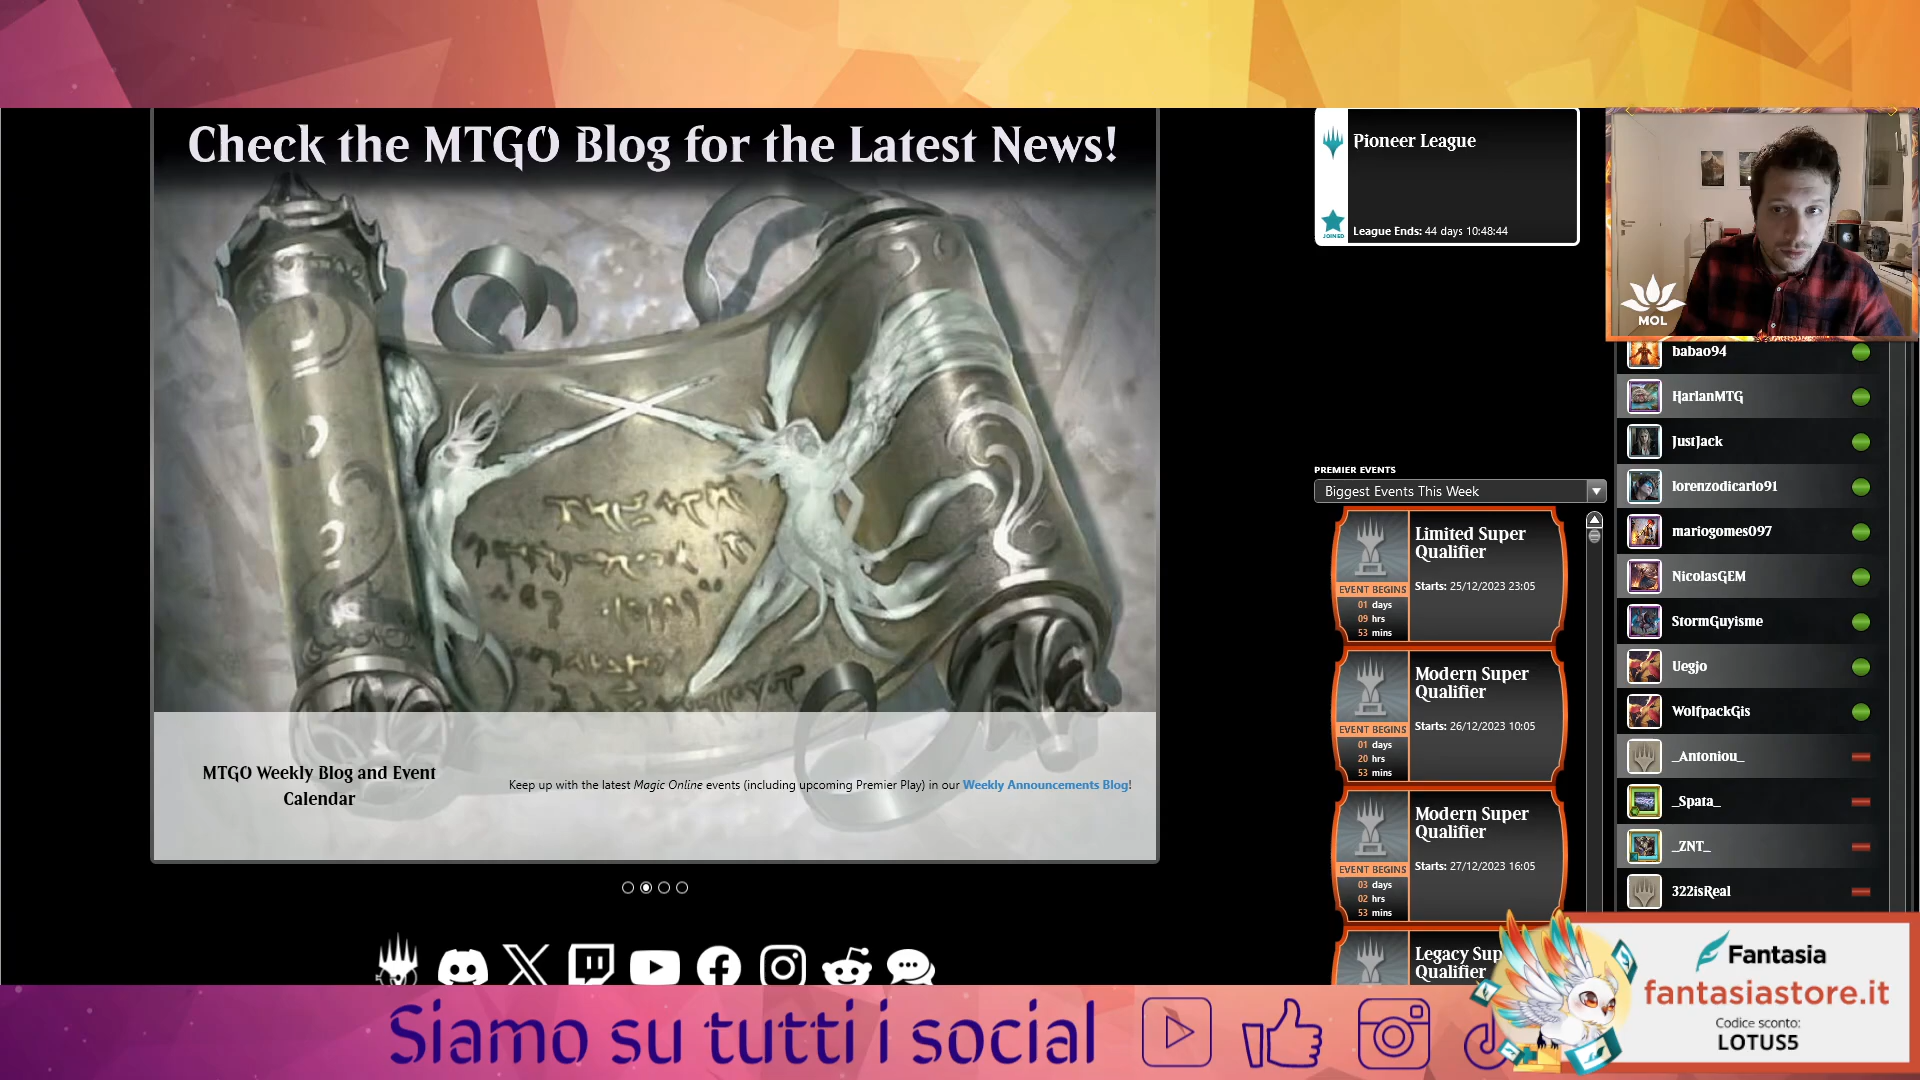 Check the MTGO Blog for the Latest News!
MTGO Weekly Blog and Event
Calendar
Keep up with the latest Magic Online events (including upcoming Premier Play) in our Weekly Announcements Blog!
Pioneer League
JOINED
League Ends: 44 days 10:48:44
PREMIER EVENTS
Biggest Events This Week
Limited Super
Qualifier
Starts: 25/12/2023 23:05
EVENT BEGINS
01 days
09 hrs
53 mins
Modern Super
Qualifier
Starts: 26/12/2023 10:05
EVENT BEGINS
01 days
20 hrs
53 mins
Modern Super
Qualifier
Starts: 27/12/2023 16:05
EVENT BEGINS
03 days
02 hrs
53 mins
Legacy Sup
Qualifier
MOL
babao94
HarlanMTG
JustJack
lorenzodicarlo91
mariogomes097
NicolasGEM
StormGuyisme
Uegjo
WolfpackGis
_Antoniou_
_Spata_
_ZNT_
322isReal
Siamo su tutti i social
Fantasia
fantasiastore.it
Codice sconto:
LOTUS5